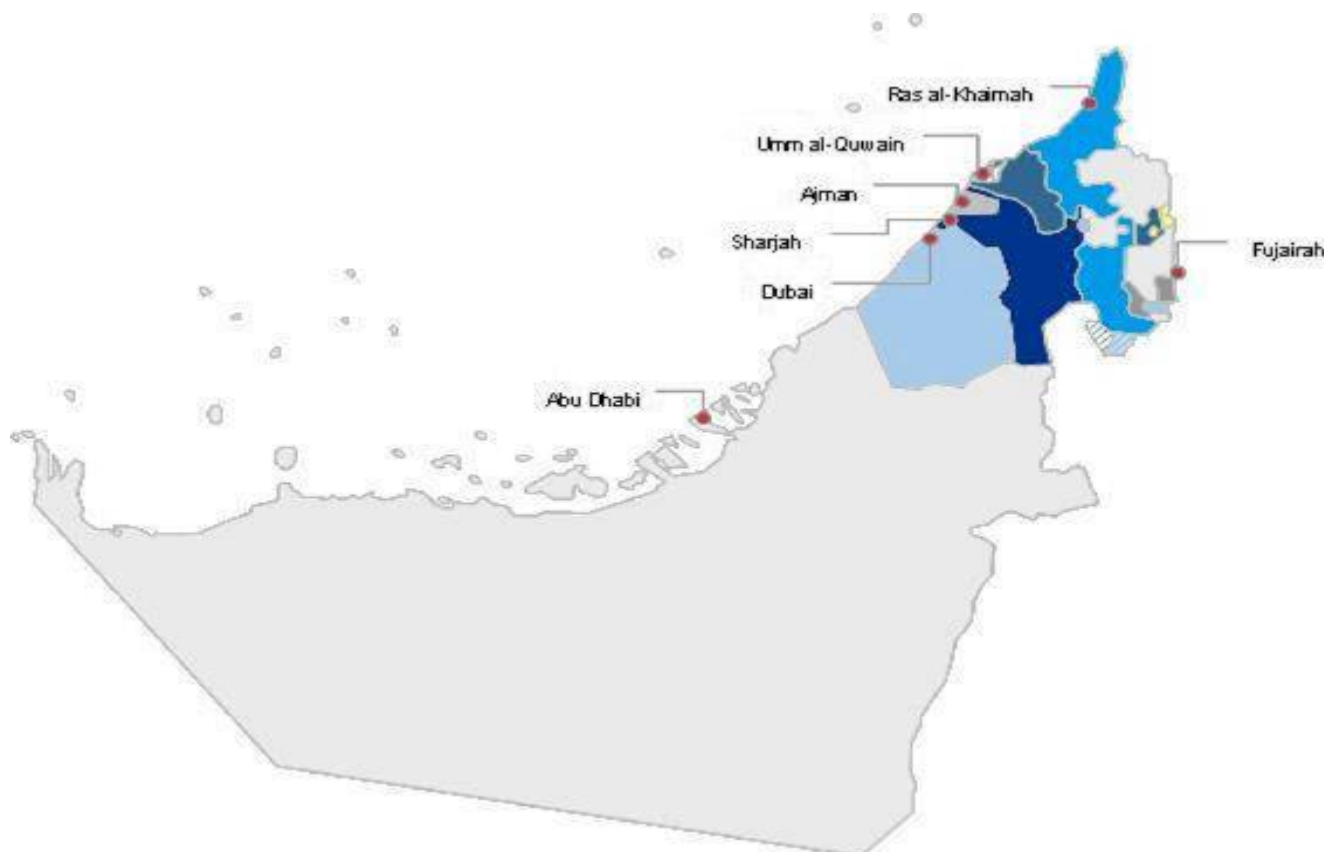 Ras al-Khaimah
Umm al-Quwain
Ajman
Sharjah
Fujairah
Dubai
Abu Dhabi